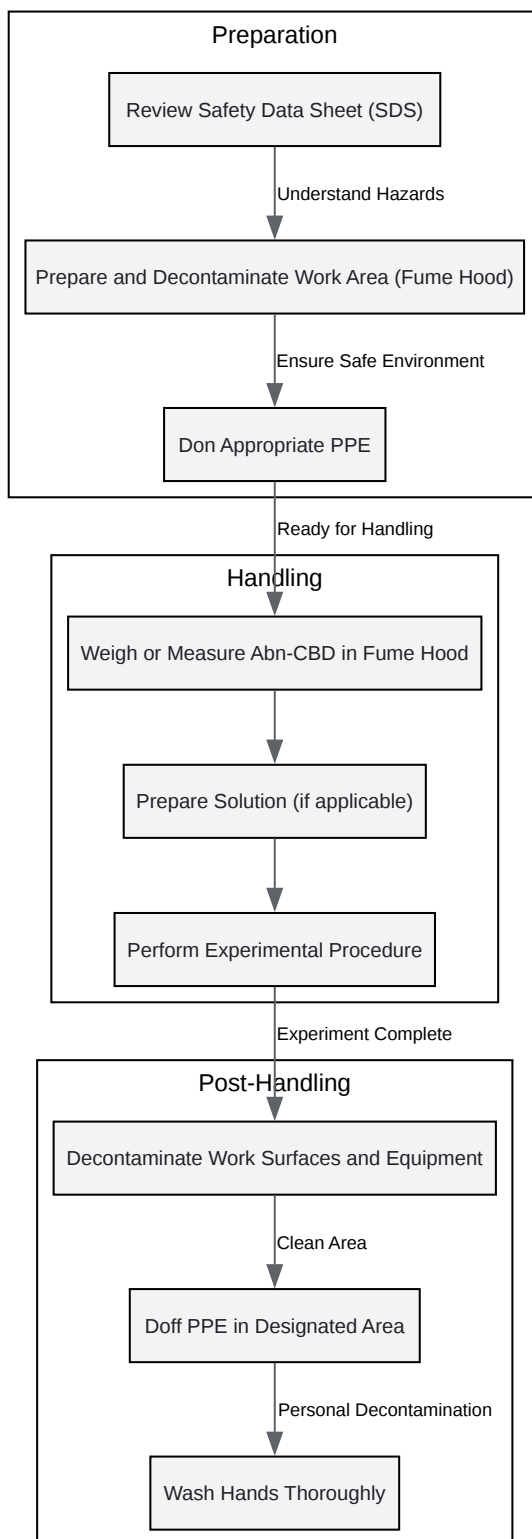 Preparation
Review Safety Data Sheet (SDS)
Understand Hazards
Prepare and Decontaminate Work Area (Fume Hood)
Ensure Safe Environment
Don Appropriate PPE
Ready for Handling
Handling
Weigh or Measure Abn-CBD in Fume Hood
Prepare Solution (if applicable)
Perform Experimental Procedure
Experiment Complete
Post-Handling
Decontaminate Work Surfaces and Equipment
Clean Area
Doff PPE in Designated Area
Personal Decontamination
Wash Hands Thoroughly